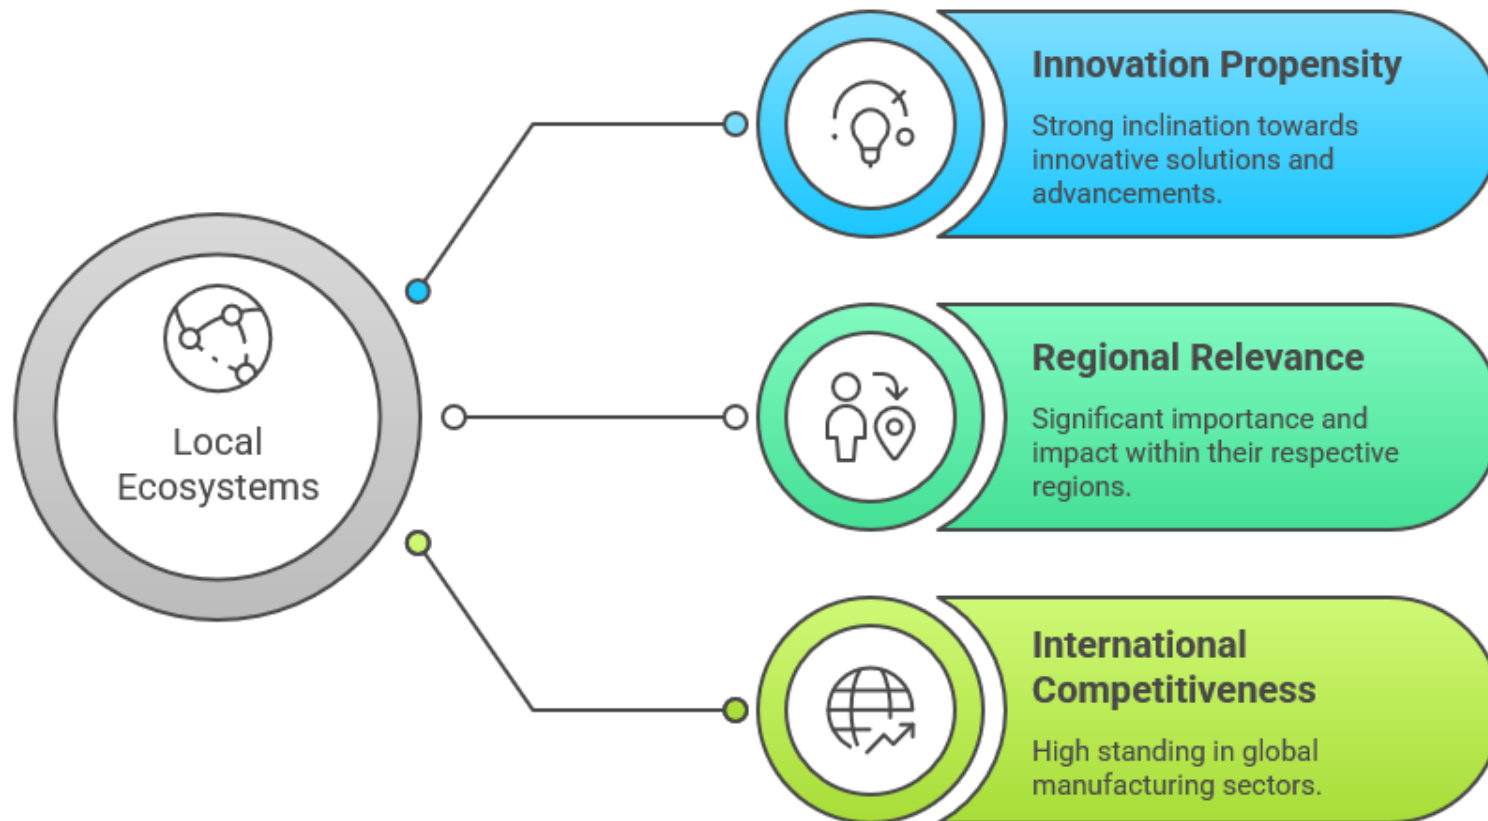 Local
Ecosystems
Innovation Propensity
Strong inclination towards
innovative solutions and
advancements.
Regional Relevance
Significant importance and
impact within their respective
regions.
International
Competitiveness
High standing in global
manufacturing sectors.